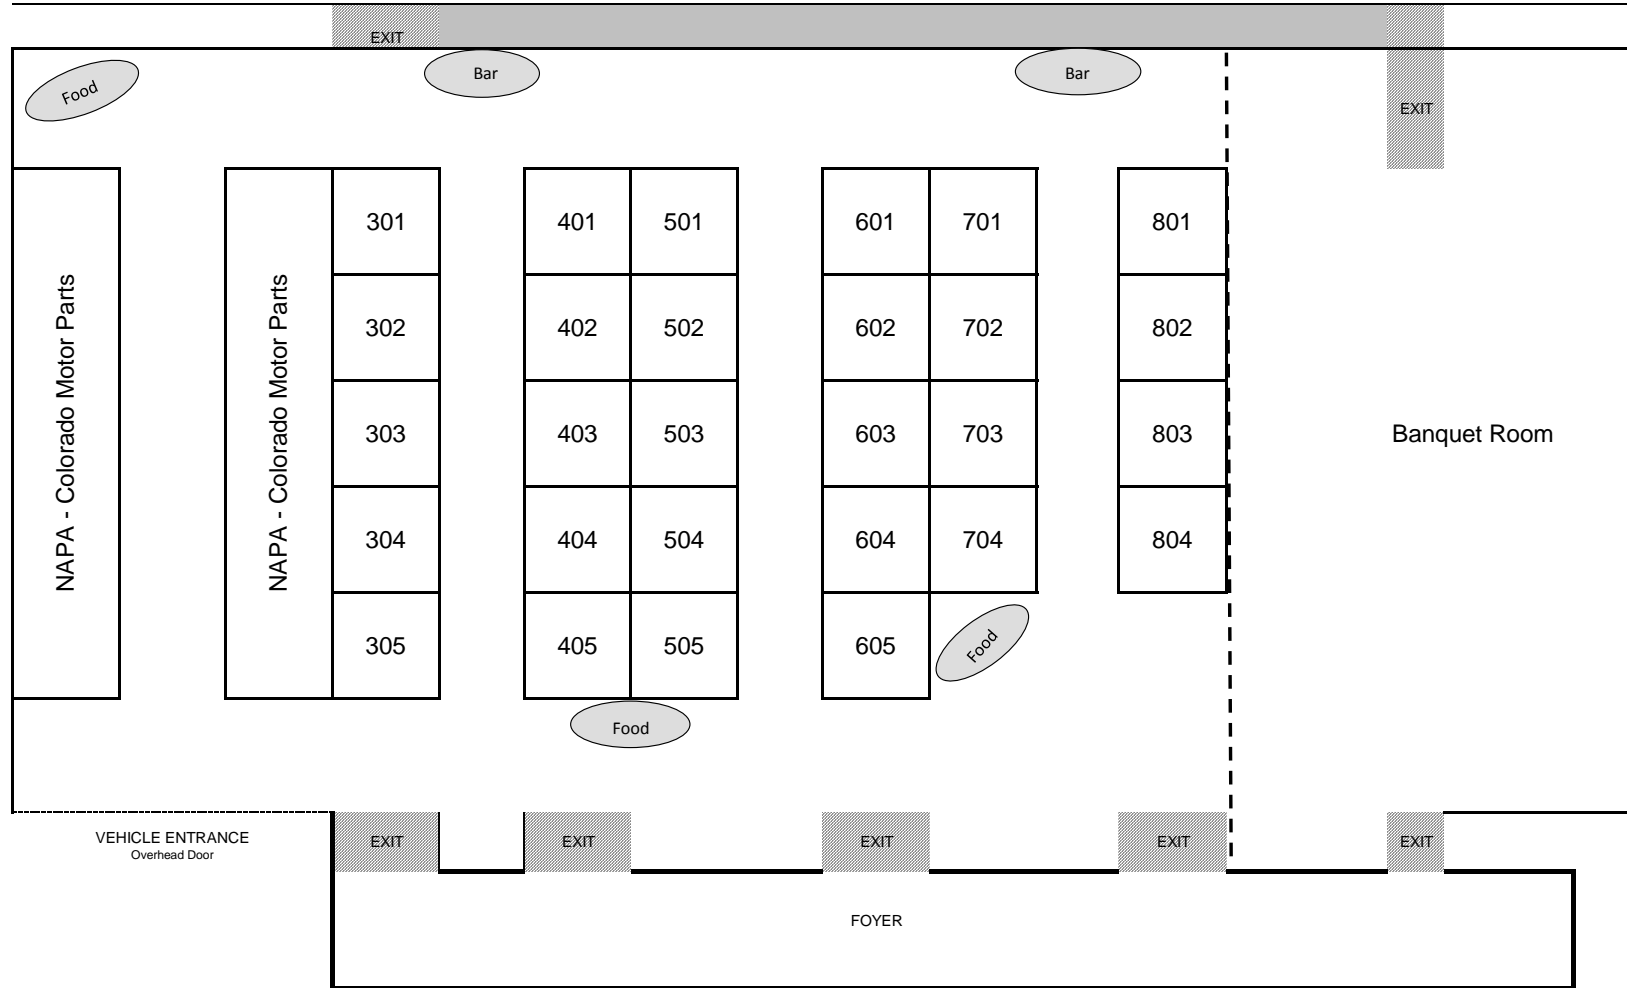 EXIT
Food
Bar
Bar
EXIT
NAPA - Colorado Motor Parts
NAPA - Colorado Motor Parts
301
401
501
601
701
801
302
402
502
602
702
802
303
403
503
603
703
803
Banquet Room
304
404
504
604
704
804
305
405
505
605
Food
Food
VEHICLE ENTRANCE
Overhead Door
EXIT
EXIT
EXIT
EXIT
EXIT
FOYER